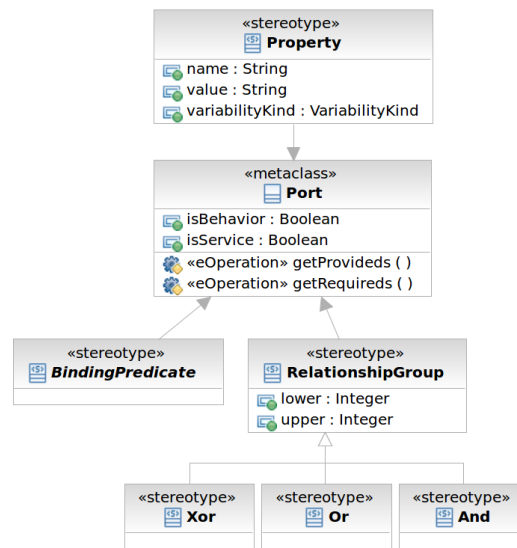 «stereotype»
Property
name : String
value : String
variabilityKind : VariabilityKind
«metaclass»
Port
isBehavior : Boolean
isService : Boolean
«eOperation» getProvideds ( )
«eOperation» getRequireds ( )
«stereotype»
BindingPredicate
«stereotype»
RelationshipGroup
lower : Integer
upper : Integer
«stereotype»
Xor
«stereotype»
Or
«stereotype»
And